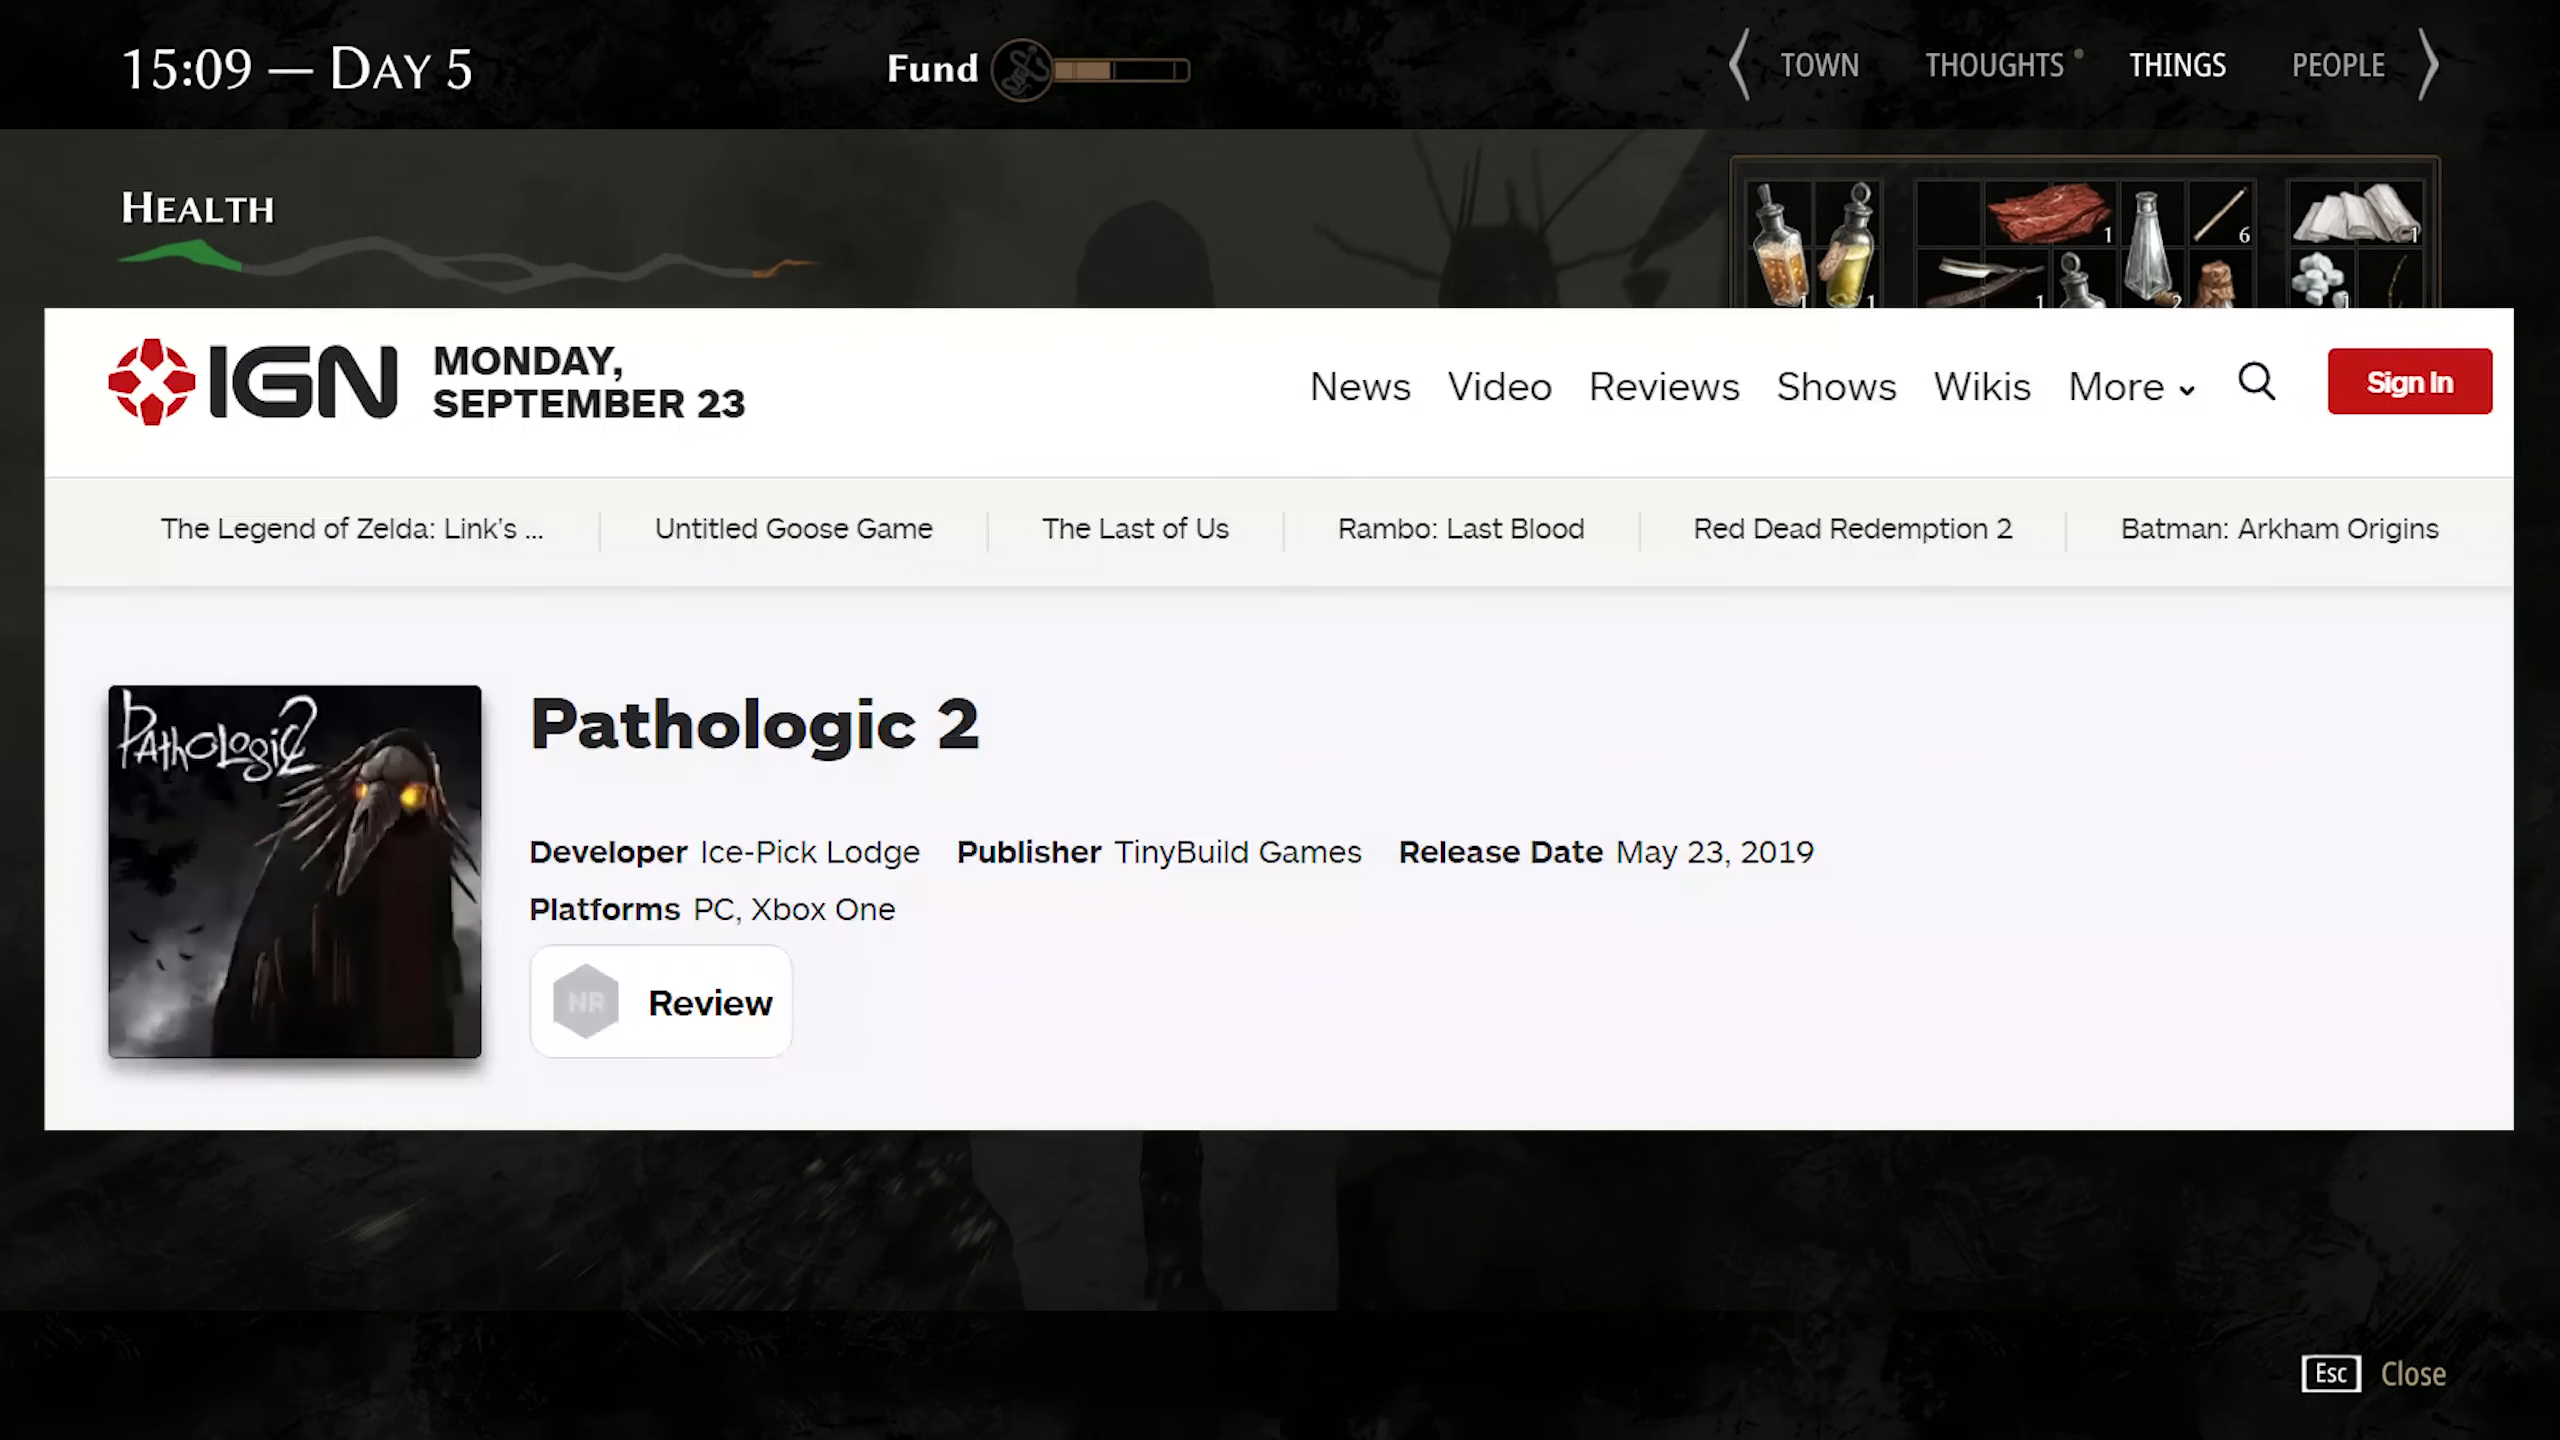 15:09 — DAY 5
Fund
TOWN THOUGHTS THINGS PEOPLE
HEALTH
1 6 1
1 1 1 2 1
IGN MONDAY,
SEPTEMBER 23
News Video Reviews Shows Wikis More Sign In
The Legend of Zelda: Link's ... Untitled Goose Game The Last of Us Rambo: Last Blood Red Dead Redemption 2 Batman: Arkham Origins
PAthoLogic 2
Pathologic 2
Developer Ice-Pick Lodge Publisher TinyBuild Games Release Date May 23, 2019
Platforms PC, Xbox One
NR Review
Esc Close